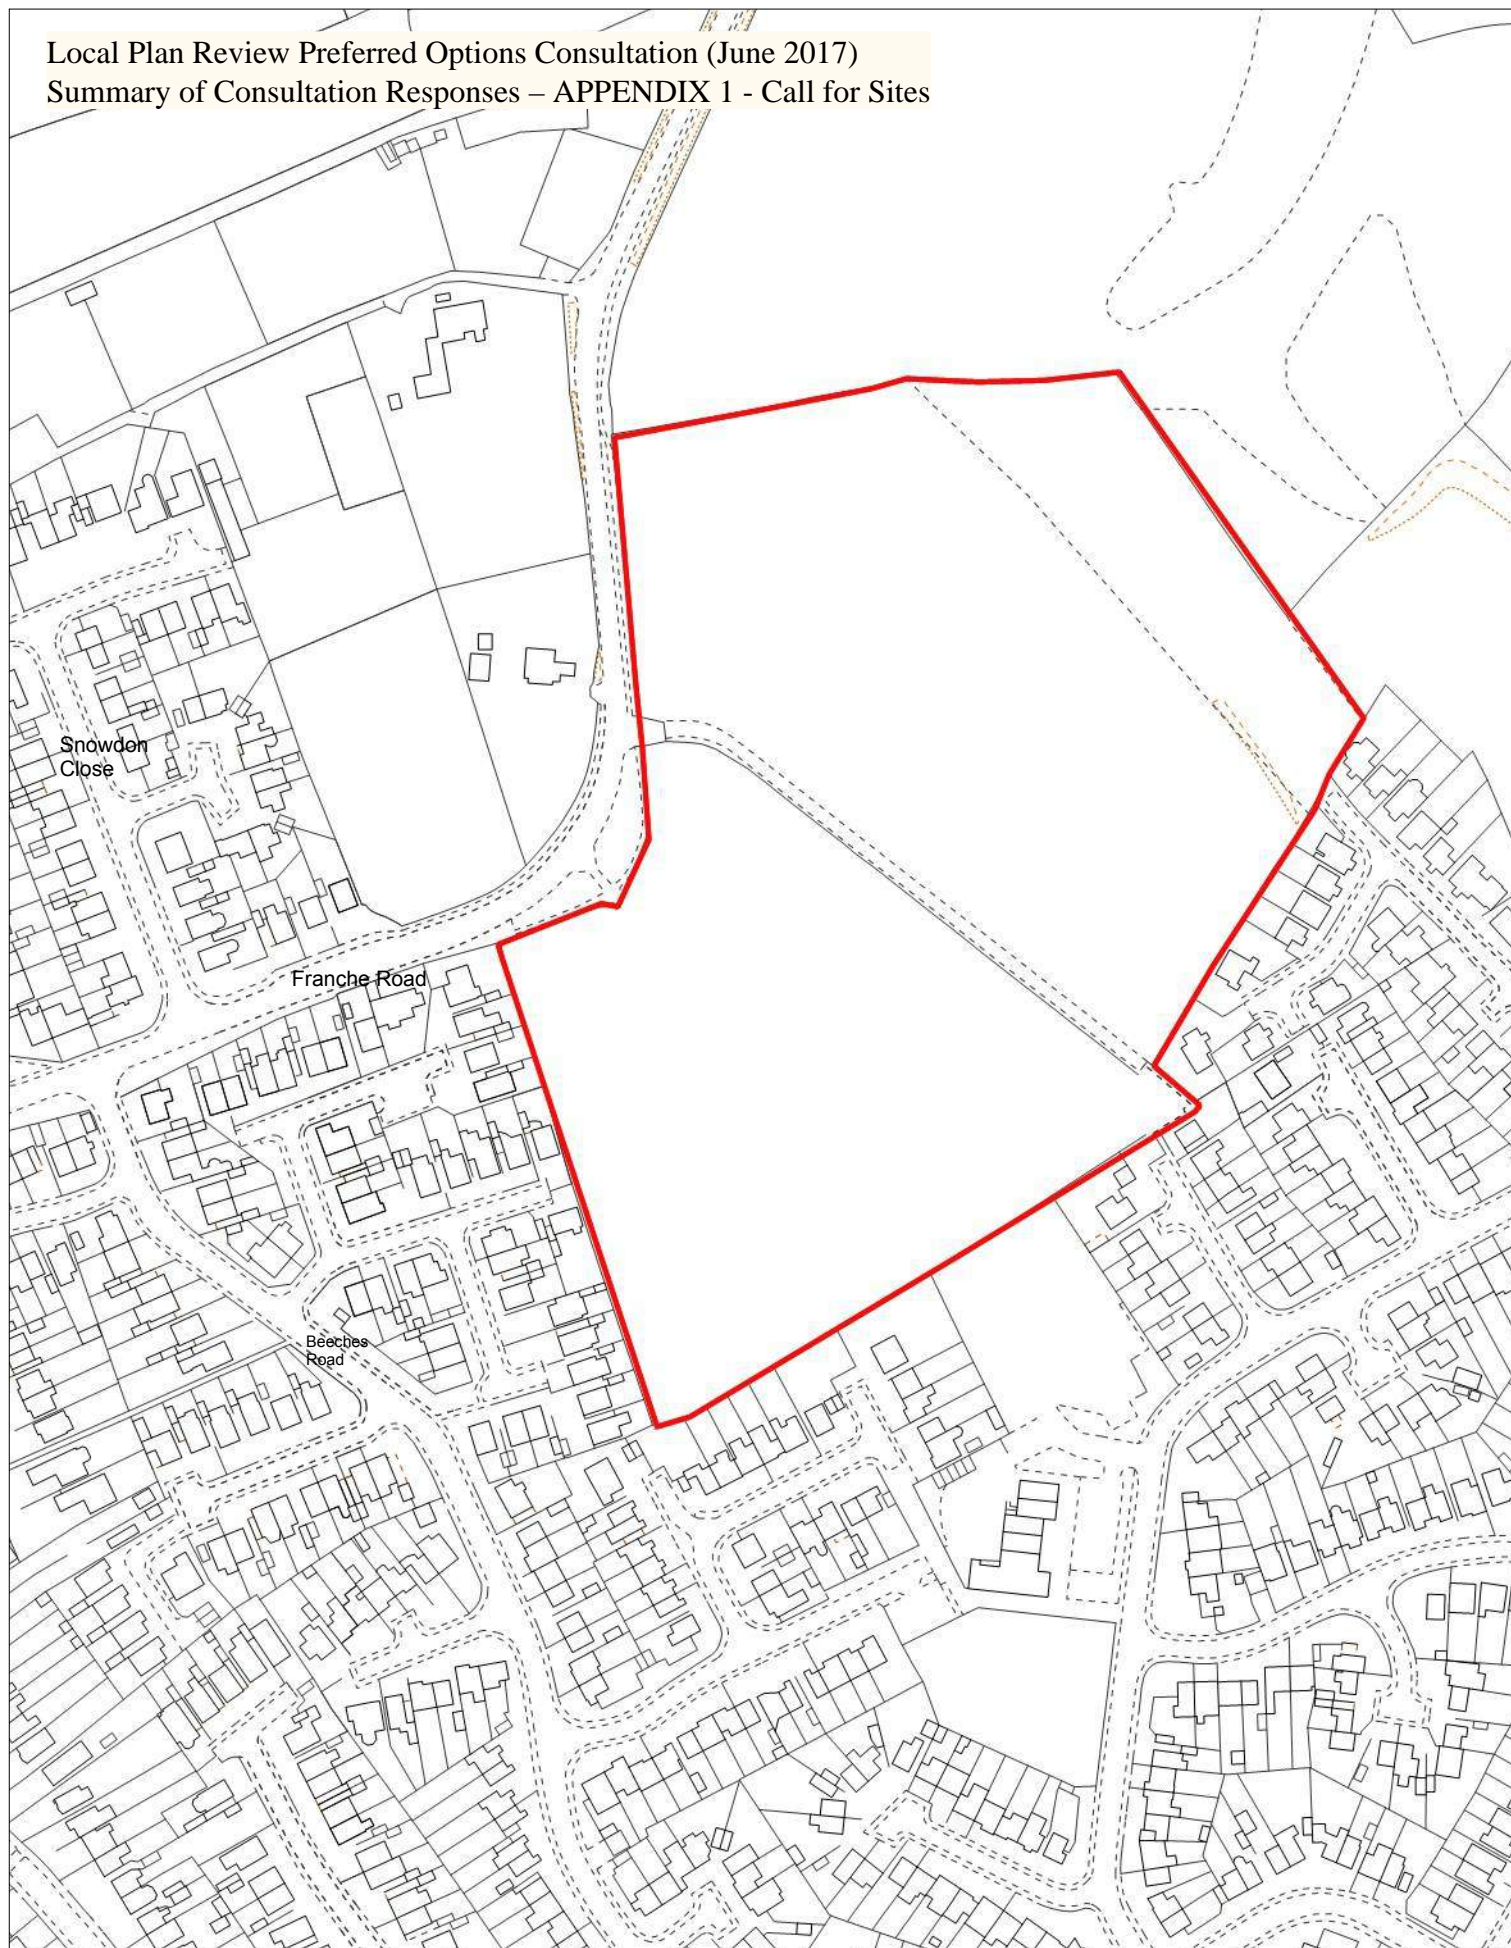 Local Plan Review Preferred Options Consultation (June 2017)
Summary of Consultation Responses – APPENDIX 1 - Call for Sites
Snowdon
Close
Franche Road
Beeches
Road